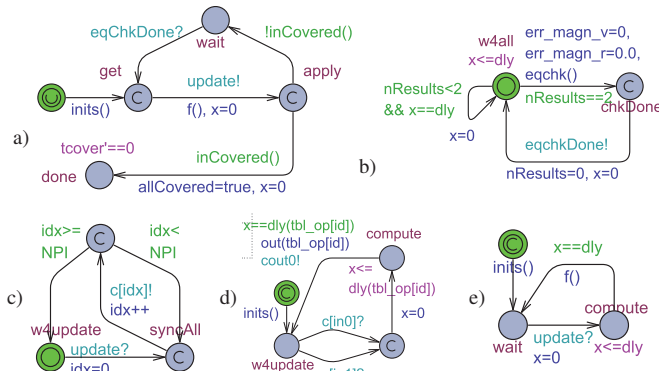 eqChkDone?
!inCovered()
wait
get
update!
apply
C
C
inits()
f(), x=0
a)
tcover'==0
inCovered()
done
allCovered=true, x=0
w4all
x<=dly
err_magn_v=0,
err_magn_r=0.0,
eqchk()
nResults<2
&& x==dly
nResults==2
C
chkDone
x=0
b)
eqchkDone!
nResults=0, x=0
idx>=
NPI
C
idx<
NPI
c[idx]!
idx++
c)
w4update
syncAll
update?
C
idx=0
x==dly(tbl_op[id])
out(tbl_op[id])
cout0!
compute
C
x<=
dly(tbl_op[id])
inits()
c[in0]?
x=0
d)
C
w4update
C
x==dly
inits()
f()
e)
compute
update?
wait
x<=dly
x=0